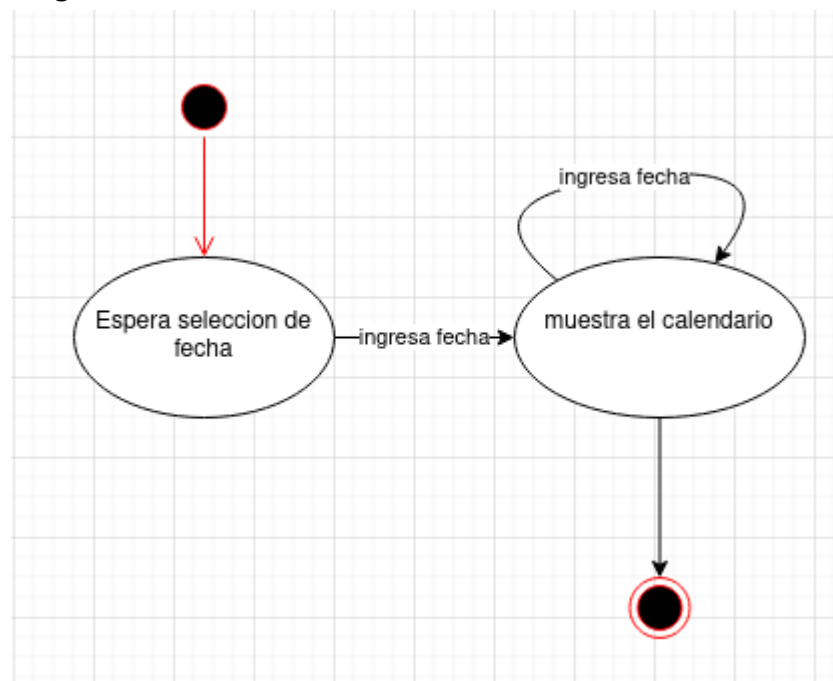 ingresa fecha
Espera seleccion de
fecha
ingresa fecha
muestra el calendario